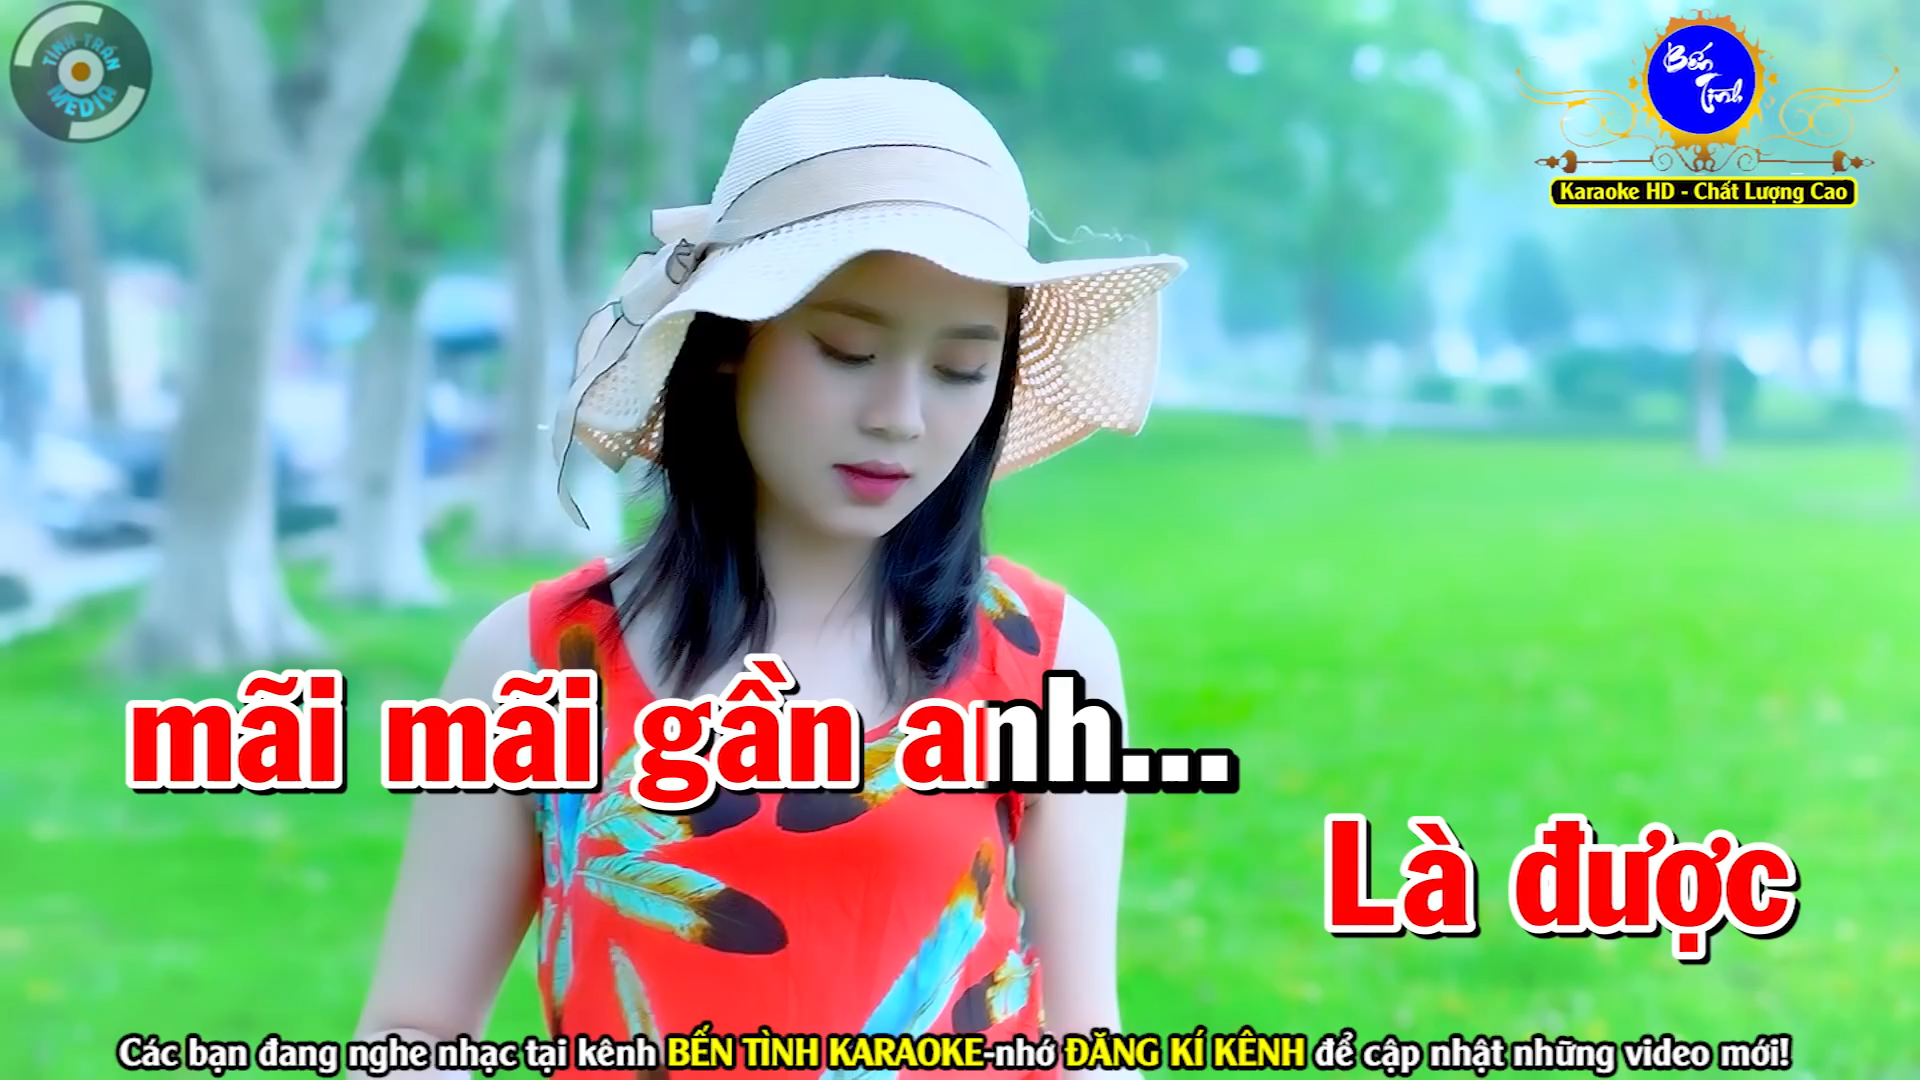 TÌNH TRẦN
MEDIA
Bến
Tình
Karaoke HD - Chất Lượng Cao
mãi mãi gần anh...
Là được
Các bạn đang nghe nhạc tại kênh BẾN TÌNH KARAOKE-nhớ ĐĂNG KÍ KÊNH để cập nhật những video mới!